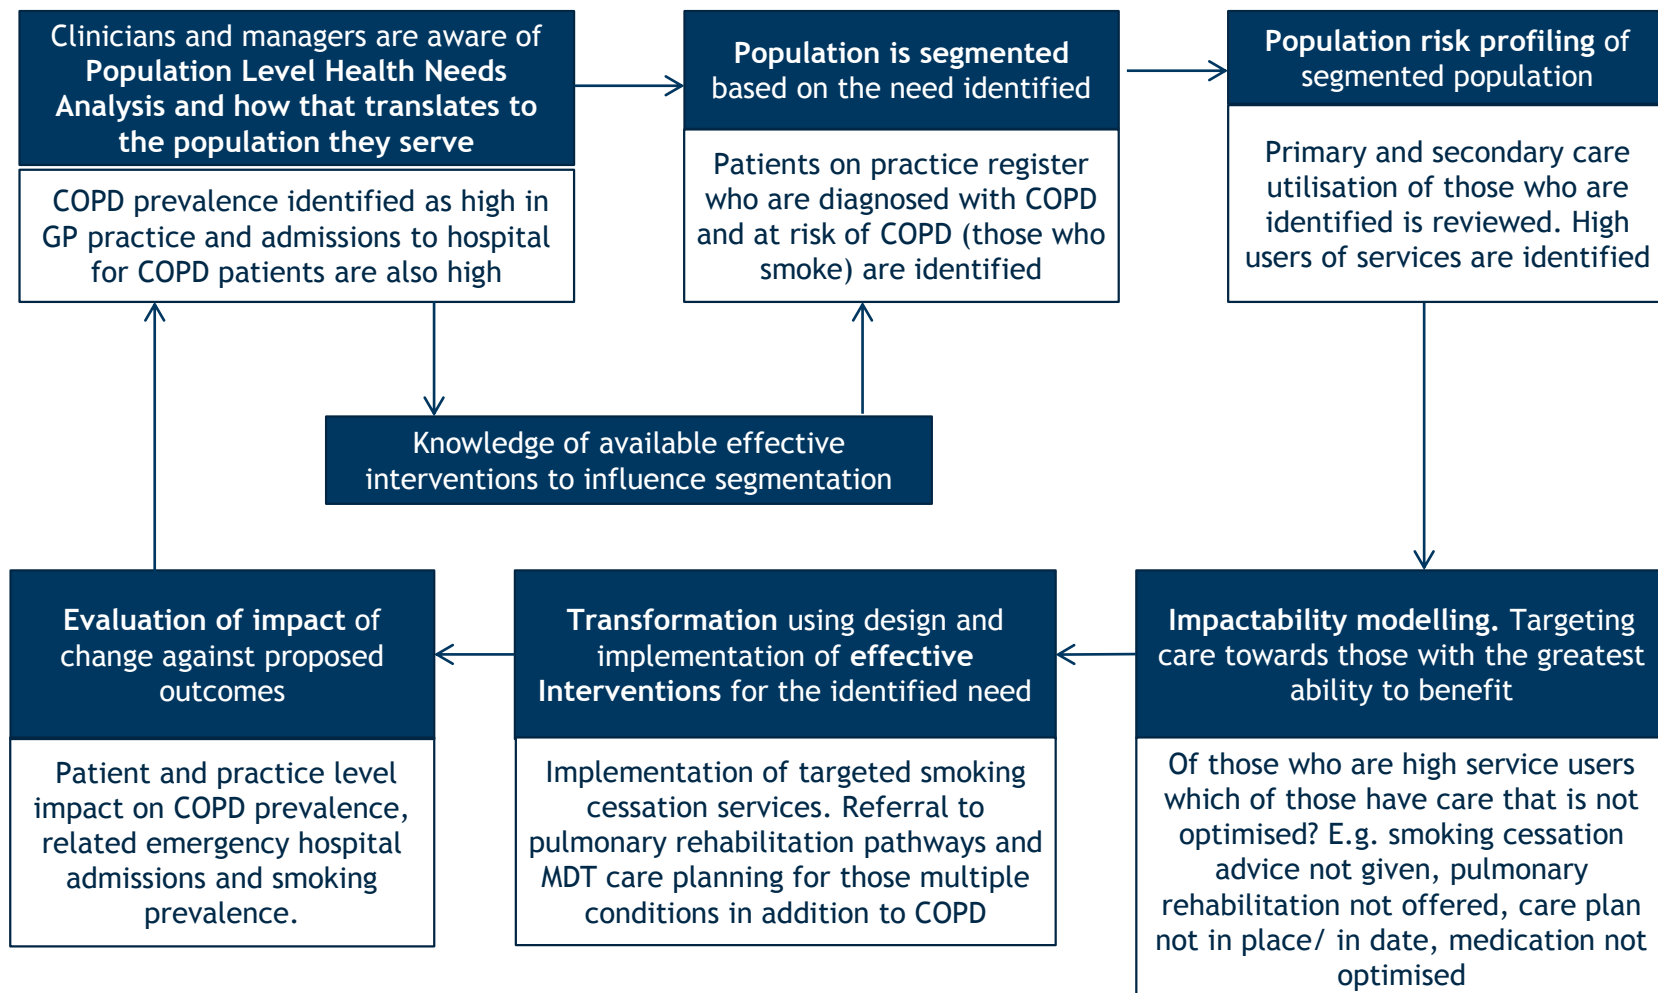 Clinicians and managers are aware of
Population Level Health Needs
Analysis and how that translates to
the population they serve
COPD prevalence identified as high in
GP practice and admissions to hospital
for COPD patients are also high
Population is segmented
based on the need identified
Patients on practice register
who are diagnosed with COPD
and at risk of COPD (those who
smoke) are identified
Population risk profiling of
segmented population
Primary and secondary care
utilisation of those who are
identified is reviewed. High
users of services are identified
Knowledge of available effective
interventions to influence segmentation
Evaluation of impact of
change against proposed
outcomes
Patient and practice level
impact on COPD prevalence,
related emergency hospital
admissions and smoking
prevalence.
Transformation using design and
implementation of effective
Interventions for the identified need
Implementation of targeted smoking
cessation services. Referral to
pulmonary rehabilitation pathways and
MDT care planning for those multiple
conditions in addition to COPD
Impactability modelling. Targeting
care towards those with the greatest
ability to benefit
Of those who are high service users
which of those have care that is not
optimised? E.g. smoking cessation
advice not given, pulmonary
rehabilitation not offered, care plan
not in place/ in date, medication not
optimised